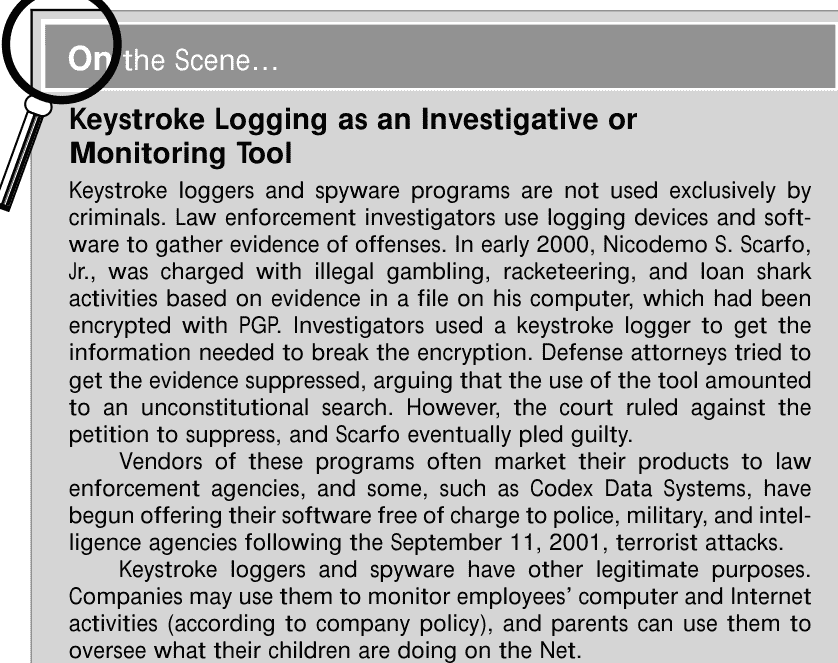 On the Scene…
Keystroke Logging as an Investigative or
Monitoring Tool
Keystroke loggers and spyware programs are not used exclusively by
criminals. Law enforcement investigators use logging devices and soft-
ware to gather evidence of offenses. In early 2000, Nicodemo S. Scarfo,
Jr., was charged with illegal gambling, racketeering, and loan shark
activities based on evidence in a file on his computer, which had been
encrypted with PGP. Investigators used a keystroke logger to get the
information needed to break the encryption. Defense attorneys tried to
get the evidence suppressed, arguing that the use of the tool amounted
to an unconstitutional search. However, the court ruled against the
petition to suppress, and Scarfo eventually pled guilty.
Vendors of these programs often market their products to law
enforcement agencies, and some, such as Codex Data Systems, have
begun offering their software free of charge to police, military, and intel-
ligence agencies following the September 11, 2001, terrorist attacks.
Keystroke loggers and spyware have other legitimate purposes.
Companies may use them to monitor employees’ computer and Internet
activities (according to company policy), and parents can use them to
oversee what their children are doing on the Net.